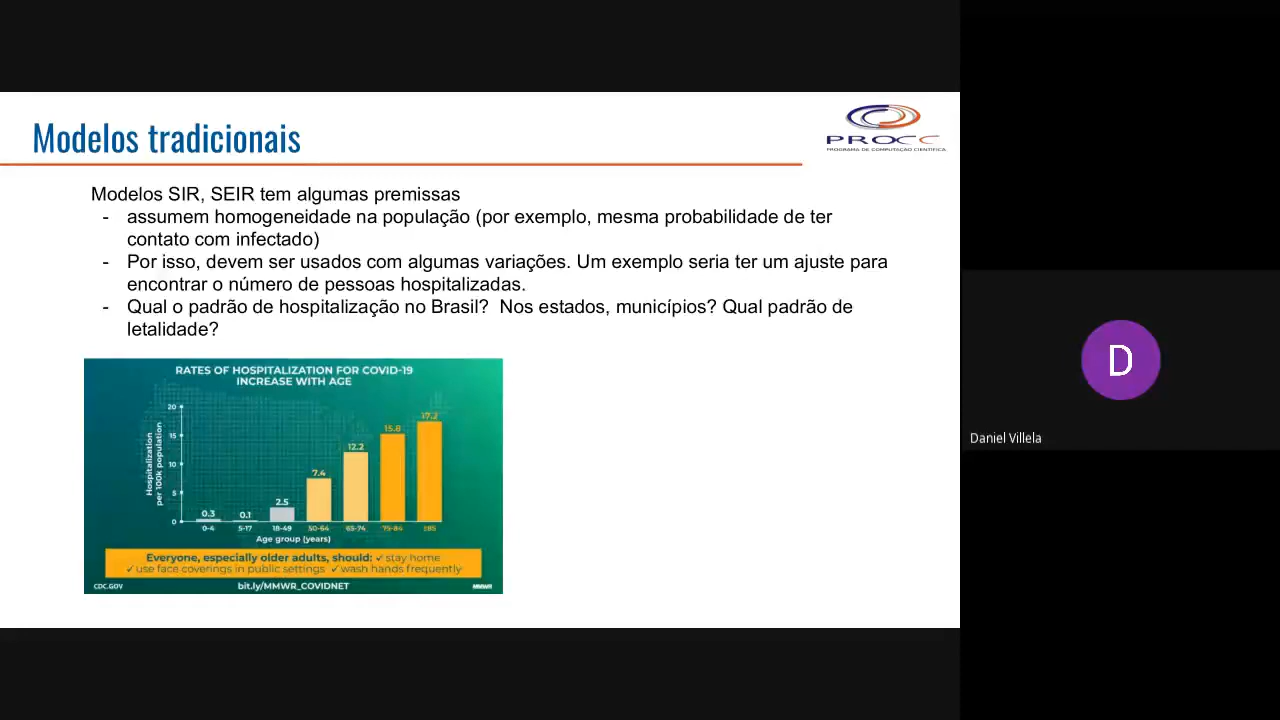 Modelos tradicionais
PROCC
PROGRAMA DE COMPUTAÇÃO CIENTÍFICA
Modelos SIR, SEIR tem algumas premissas
- assumem homogeneidade na população (por exemplo, mesma probabilidade de ter
contato com infectado)
- Por isso, devem ser usados com algumas variações. Um exemplo seria ter um ajuste para
encontrar o número de pessoas hospitalizadas.
- Qual o padrão de hospitalização no Brasil? Nos estados, municípios? Qual padrão de
letalidade?
RATES OF HOSPITALIZATION FOR COVID-19
INCREASE WITH AGE
Hospitalization
per 100k population
20
15
10
5
0
0.3
0.1
2.5
7.4
12.2
15.8
17.2
0-4
5-17
18-49
50-64
65-74
75-84
≥85
Age group (years)
Everyone, especially older adults, should: ✓ stay home
✓ use face coverings in public settings ✓ wash hands frequently
CDC.GOV
bit.ly/MMWR_COVIDNET
MMWR
D
Daniel Villela